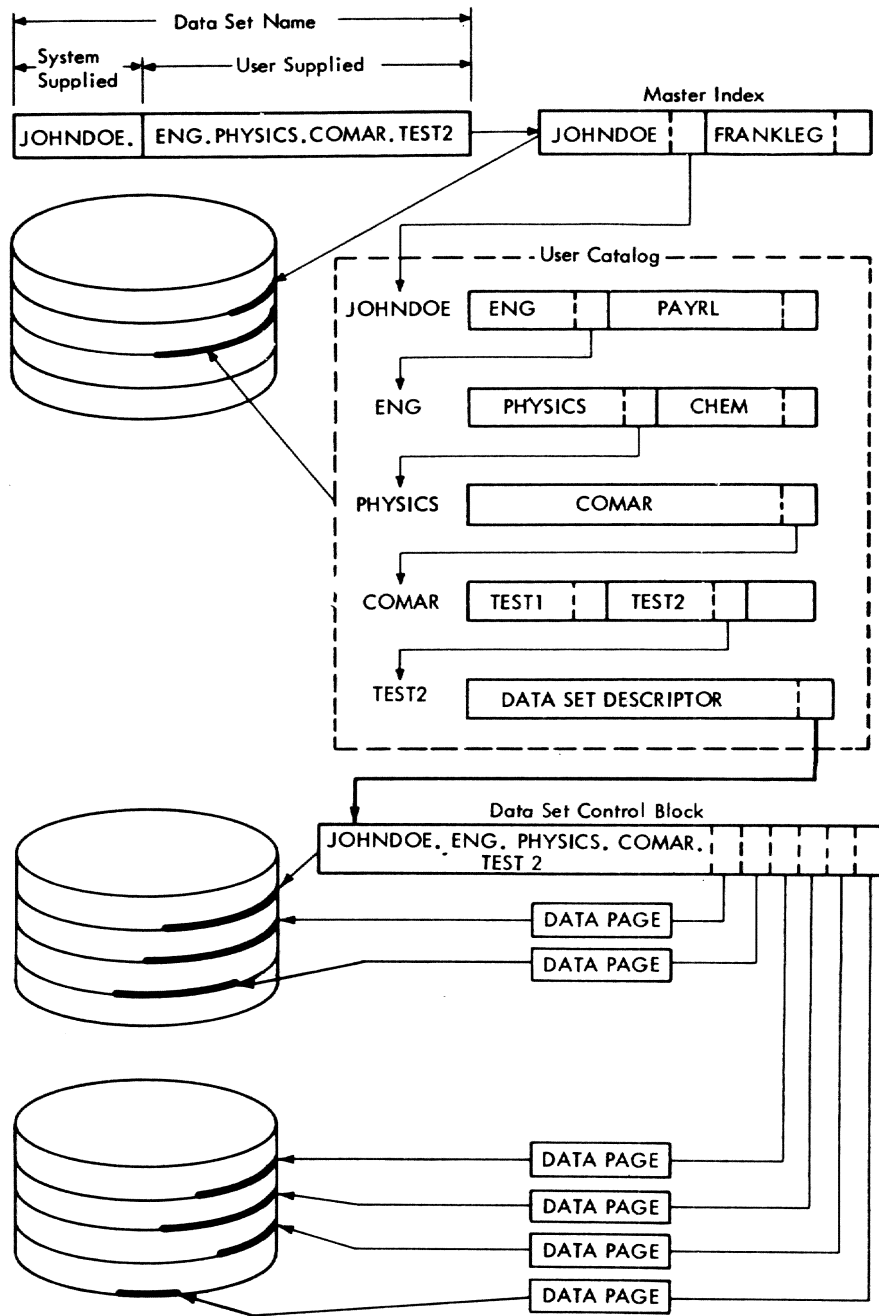 Data Set Name
System Supplied
User Supplied
JOHNDOE. ENG.PHYSICS.COMAR.TEST2
Master Index
JOHNDOE FRANKLEG
User Catalog
JOHNDOE ENG PAYRL
ENG PHYSICS CHEM
PHYSICS COMAR
COMAR TEST1 TEST2
TEST2 DATA SET DESCRIPTOR
Data Set Control Block
JOHNDOE. ENG. PHYSICS. COMAR.
TEST 2
DATA PAGE
DATA PAGE
DATA PAGE
DATA PAGE
DATA PAGE
DATA PAGE